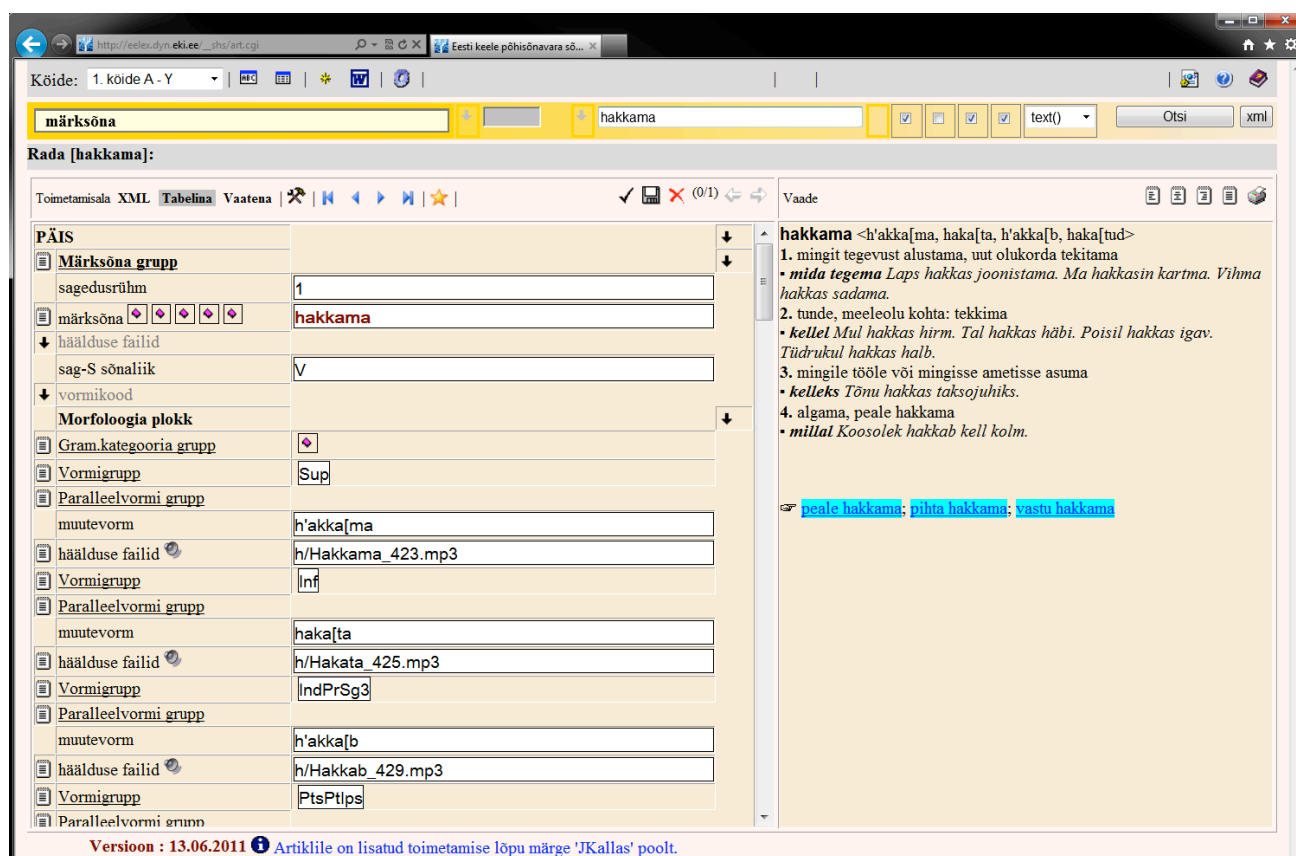 http://eelex.dyn.eki.ee/__shs/art.cgi
Eesti keele põhisõnavara sõ...
Köide: 1. köide A - Y
märksõna hakkama text() Otsi xml
Rada [hakkama]:
Toimetamisala XML Tabelina Vaatena (0/1)
PÄIS
Märksõna grupp
sagedusrühm 1
märksõna hakkama
häälduse failid
sag-S sõnaliik V
vormikood
Morfoloogia plokk
Gram.kategooria grupp
Vormigrupp Sup
Paralleelvormi grupp
muutevorm h'akka[ma
häälduse failid h/Hakkama_423.mp3
Vormigrupp Inf
Paralleelvormi grupp
muutevorm haka[ta
häälduse failid h/Hakata_425.mp3
Vormigrupp IndPrSg3
Paralleelvormi grupp
muutevorm h'akka[b
häälduse failid h/Hakkab_429.mp3
Vormigrupp PtsPtIps
Paralleelvormi grupp
Vaade
hakkama <h'akka[ma, haka[ta, h'akka[b, haka[tud>
1. mingit tegevust alustama, uut olukorda tekitama
▪ mida tegema Laps hakkas joonistama. Ma hakkasin kartma. Vihma
hakkas sadama.
2. tunde, meeleolu kohta: tekkima
▪ kellel Mul hakkas hirm. Tal hakkas häbi. Poisil hakkas igav.
Tüdrukul hakkas halb.
3. mingile tööle või mingisse ametisse asuma
▪ kelleks Tõnu hakkas taksojuhiks.
4. algama, peale hakkama
▪ millal Koosolek hakkab kell kolm.
☞ peale hakkama; pihta hakkama; vastu hakkama
Versioon : 13.06.2011 Artiklile on lisatud toimetamise lõpu märge 'JKallas' poolt.